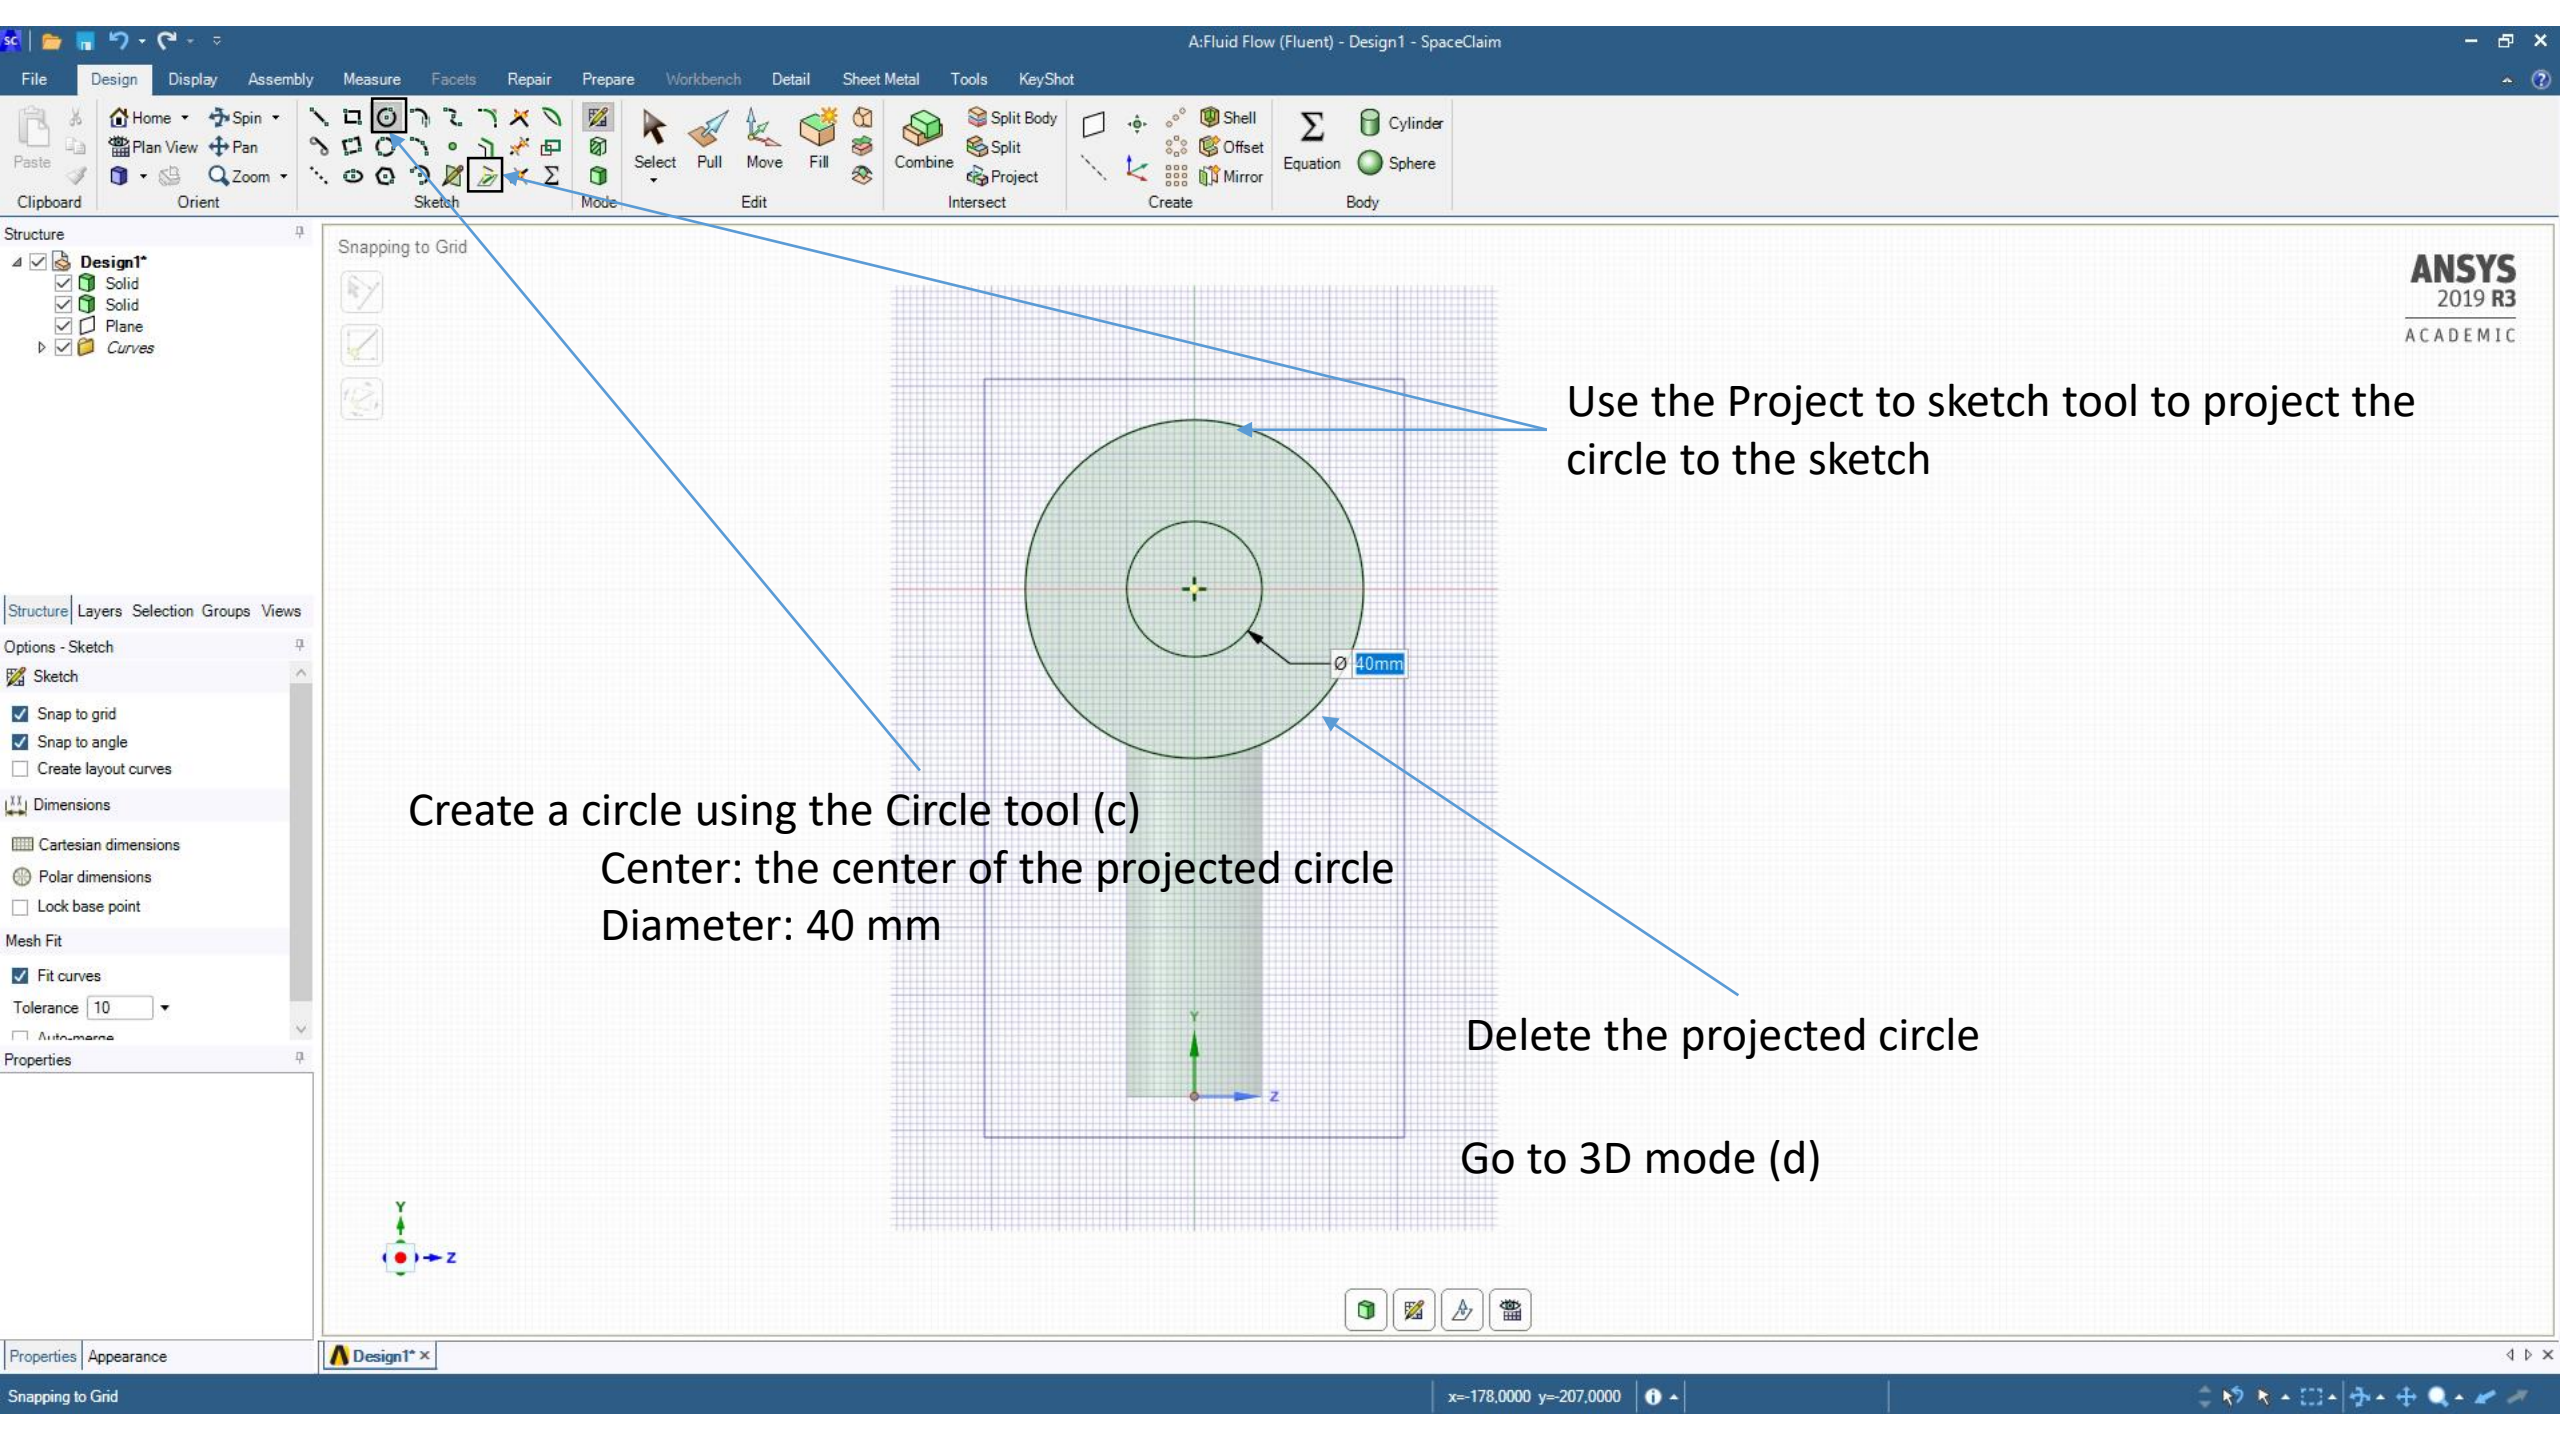 SC
A:Fluid Flow (Fluent) - Design1 - SpaceClaim
File Design Display Assembly Measure Facets Repair Prepare Workbench Detail Sheet Metal Tools KeyShot
Home Spin Split Body Shell Cylinder
Plan View Pan Split Offset
Paste Zoom Select Pull Move Fill Combine Project Mirror Equation Sphere
Clipboard Orient Sketch Mode Edit Intersect Create Body
Structure
Design1*
Solid
Solid
Plane
Curves
Snapping to Grid
ANSYS
2019 R3
ACADEMIC
Use the Project to sketch tool to project the
circle to the sketch
Structure Layers Selection Groups Views
Options - Sketch
Sketch
Snap to grid
Snap to angle
Create layout curves
Dimensions
Cartesian dimensions
Polar dimensions
Lock base point
Mesh Fit
Fit curves
Tolerance 10
Auto-merge
Properties
Ø 40mm
Create a circle using the Circle tool (c)
Center: the center of the projected circle
Diameter: 40 mm
Delete the projected circle
Go to 3D mode (d)
Y
Z
Y
Z
Properties Appearance
Design1*
Snapping to Grid
x=-178,0000 y=-207,0000